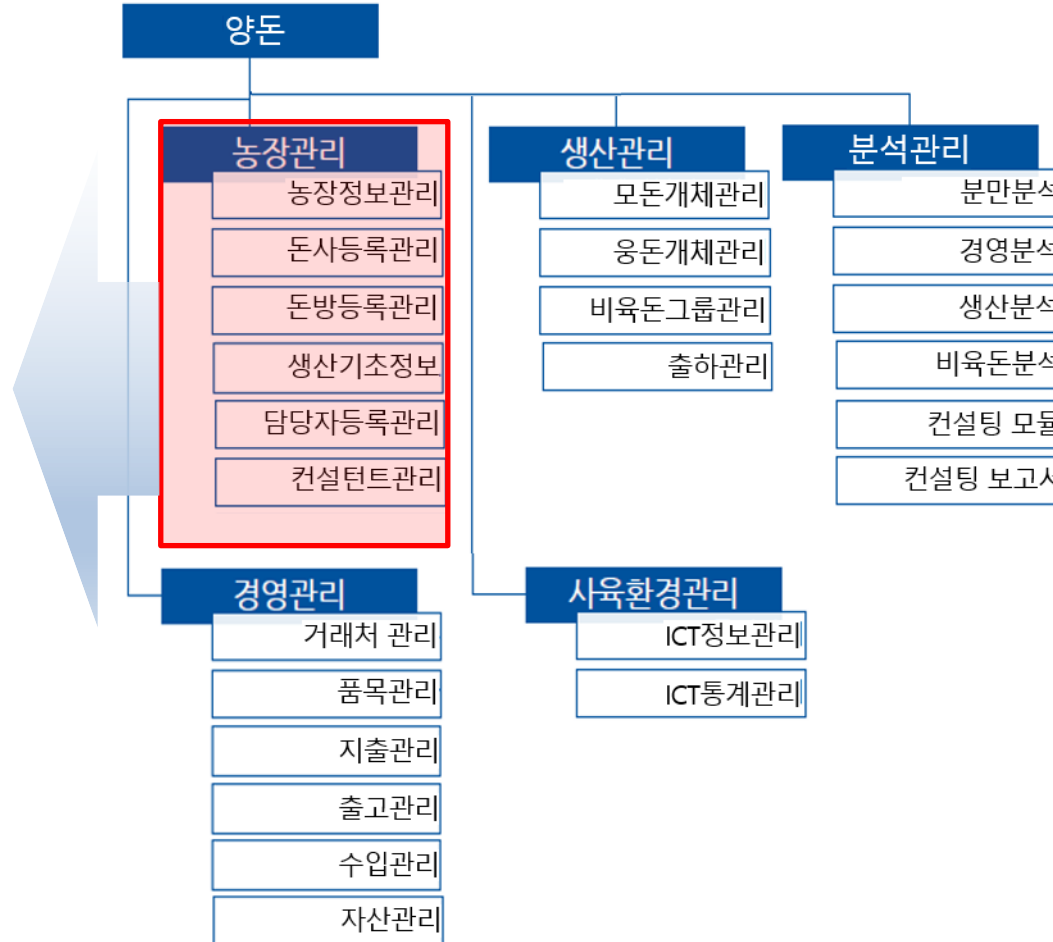 양돈
농장관리
농장정보관리
돈사등록관리
돈방등록관리
생산기초정보
담당자등록관리
컨설턴트관리
생산관리
모돈개체관리
웅돈개체관리
비육돈그룹관리
출하관리
분석관리
분만분석
경영분석
생산분석
비육돈분석
컨설팅 모듈
컨설팅 보고서
경영관리
거래처 관리
품목관리
지출관리
출고관리
수입관리
자산관리
사육환경관리
ICT정보관리
ICT통계관리